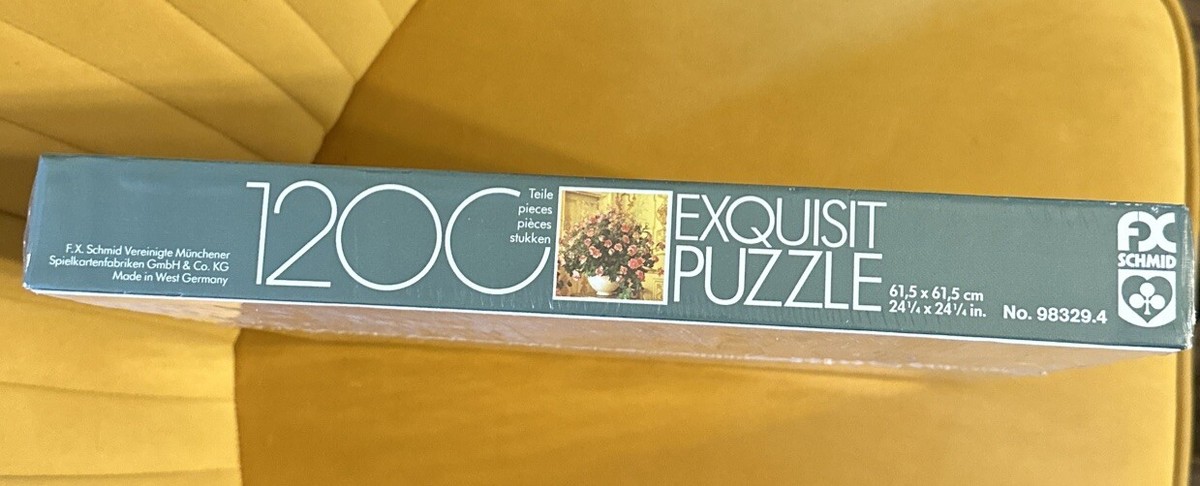 F.X. Schmid Vereinigte Münchener
Spielkartenfabriken GmbH & Co. KG
Made in West Germany
1200
Teile
pieces
pièces
stukken
EXQUISIT
PUZZLE
61,5 x 61,5 cm
24¼ x 24¼ in.
No. 98329.4
FX
SCHMID